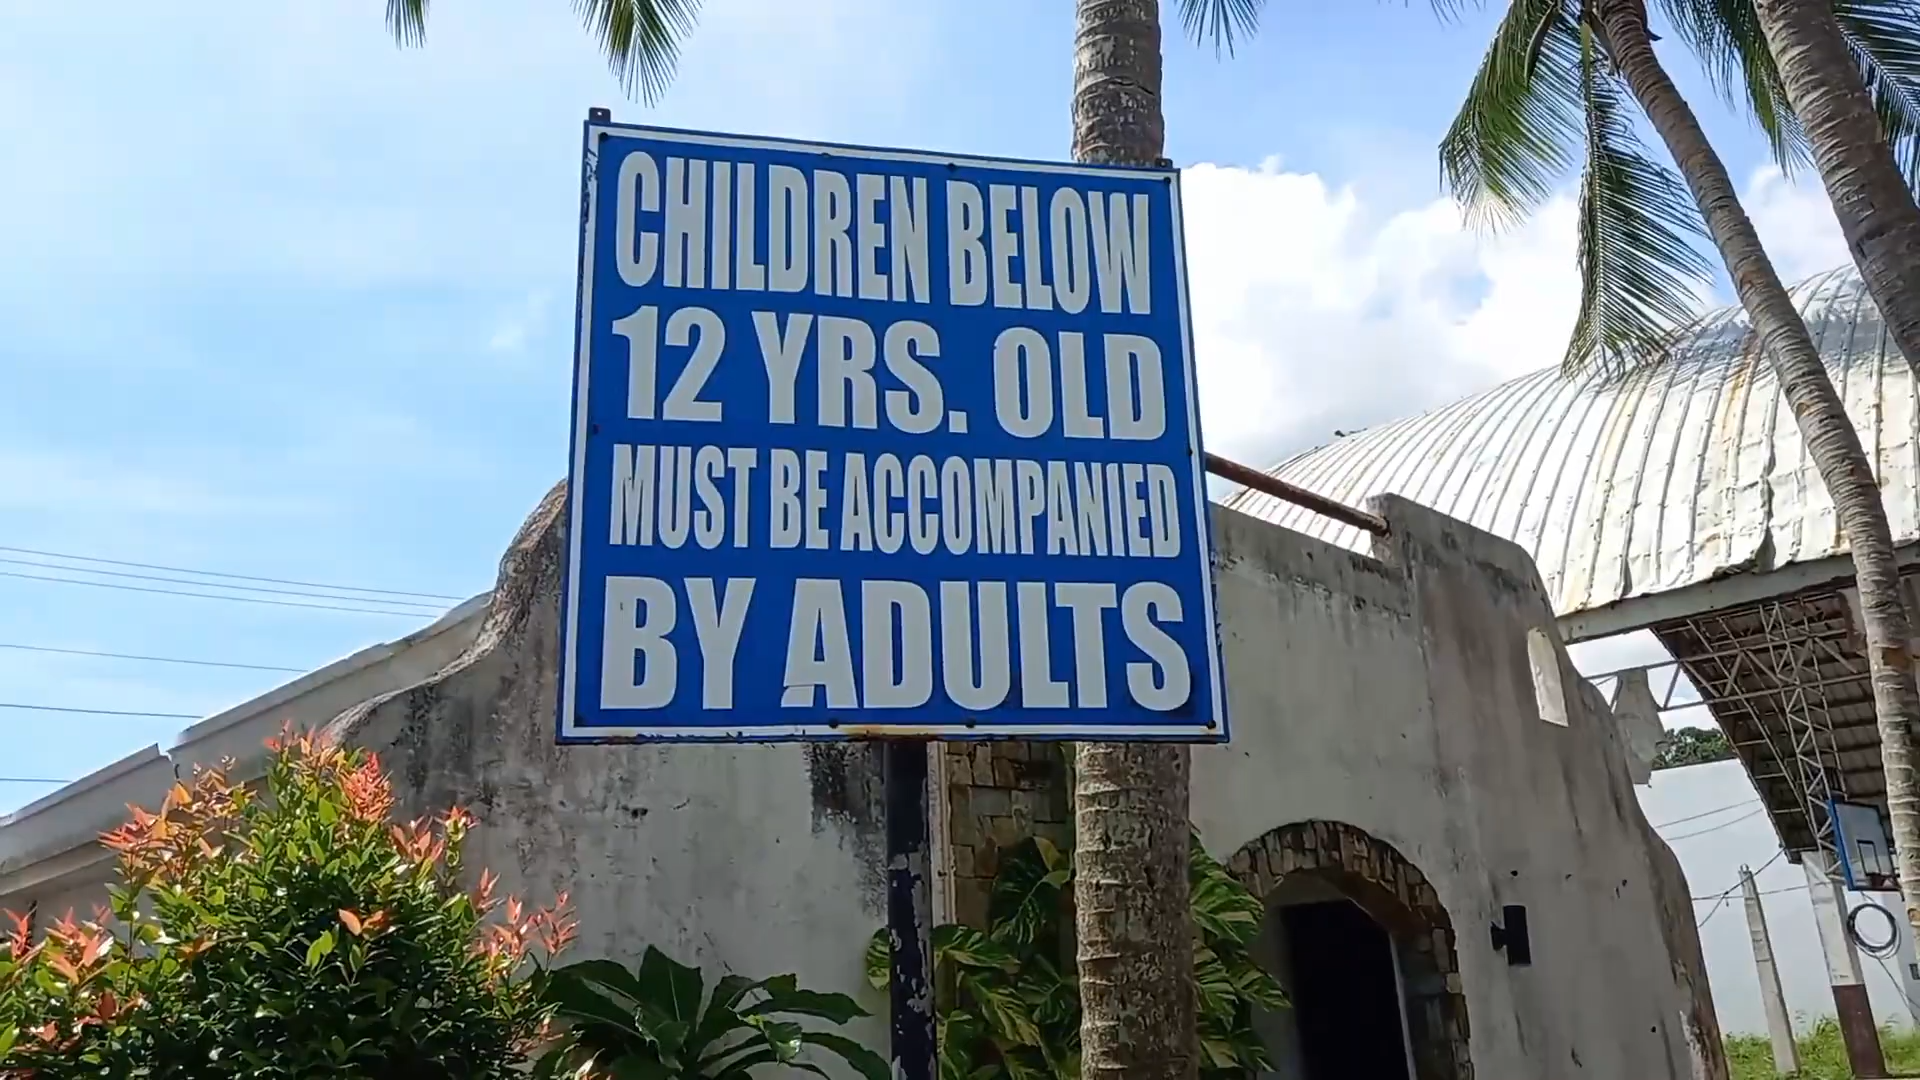 CHILDREN BELOW
12 YRS. OLD
MUST BE ACCOMPANIED
BY ADULTS